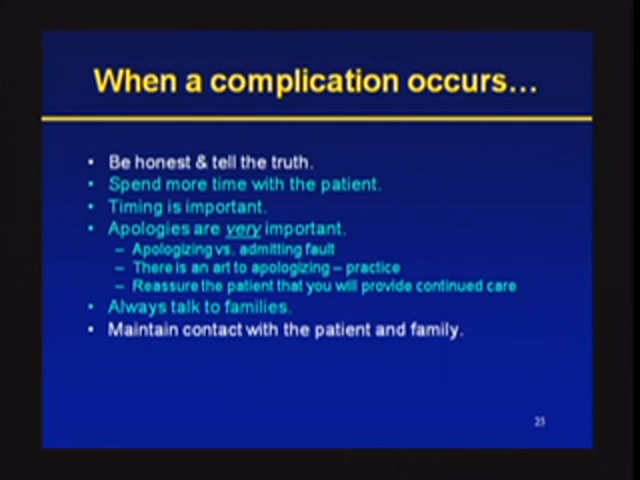 When a complication occurs…
• Be honest & tell the truth.
• Spend more time with the patient.
• Timing is important.
• Apologies are very important.
– Apologizing vs. admitting fault
– There is an art to apologizing – practice
– Reassure the patient that you will provide continued care
• Always talk to families.
• Maintain contact with the patient and family.
25